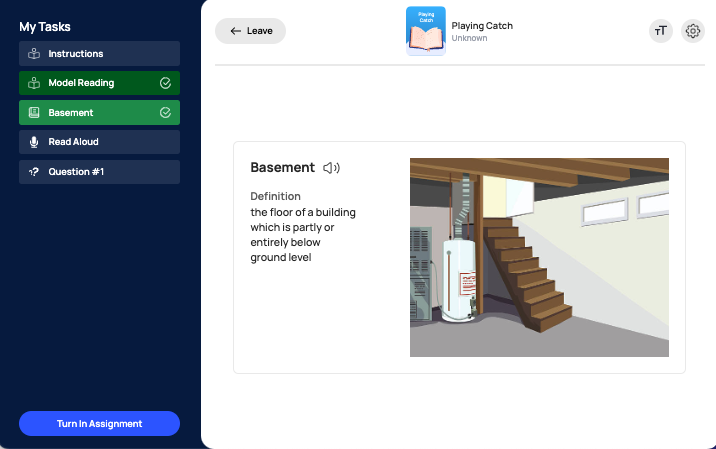 My Tasks
Instructions
Model Reading
Basement
Read Aloud
Question #1
Turn In Assignment
Leave
Playing
Catch
Playing Catch
Unknown
TT
Basement
Definition
the floor of a building
which is partly or
entirely below
ground level